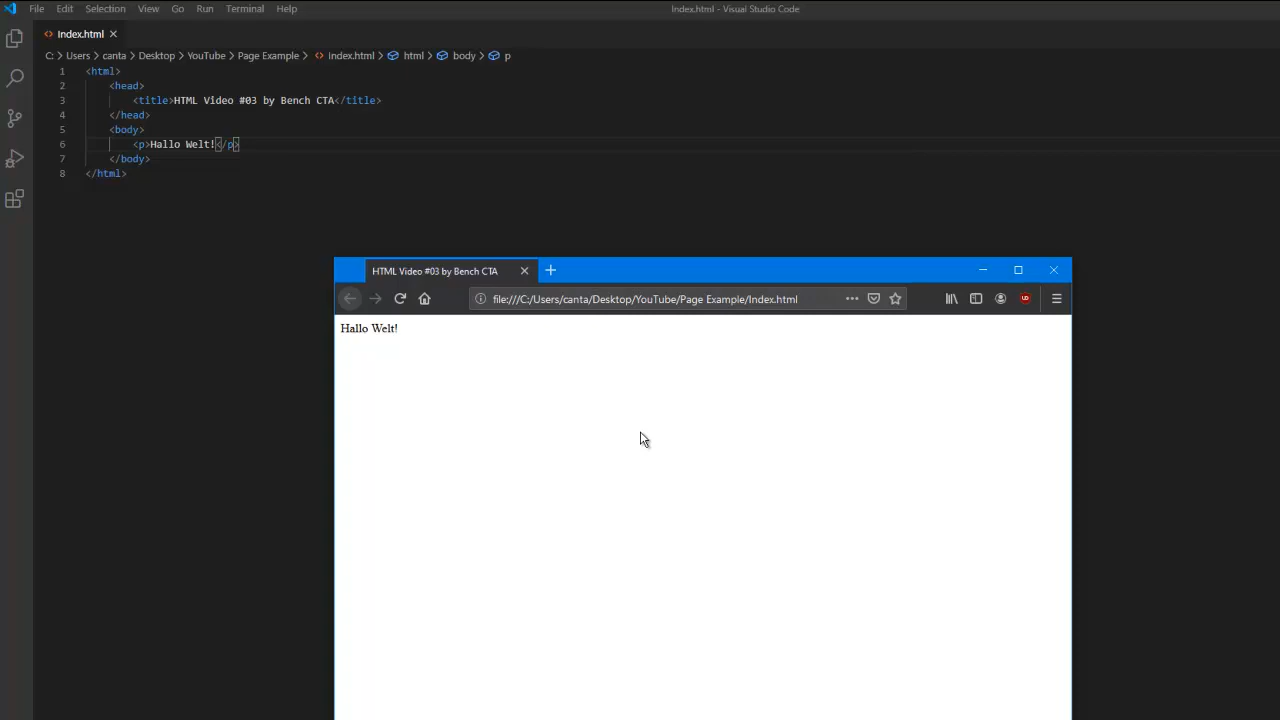 File Edit Selection View Go Run Terminal Help Index.html - Visual Studio Code
Index.html
C: > Users > canta > Desktop > YouTube > Page Example > Index.html > html > body > p
1 <html>
2 <head>
3 <title>HTML Video #03 by Bench CTA</title>
4 </head>
5 <body>
6 <p>Hallo Welt!</p>
7 </body>
8 </html>
HTML Video #03 by Bench CTA
file:///C:/Users/canta/Desktop/YouTube/Page Example/Index.html
Hallo Welt!